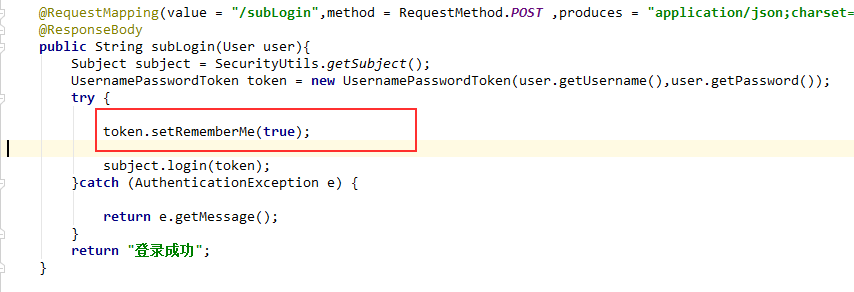 @RequestMapping(value = "/subLogin",method = RequestMethod.POST ,produces = "application/json;charset=
@ResponseBody
public String subLogin(User user){
Subject subject = SecurityUtils.getSubject();
UsernamePasswordToken token = new UsernamePasswordToken(user.getUsername(),user.getPassword());
try {
token.setRememberMe(true);
subject.login(token);
}catch (AuthenticationException e) {
return e.getMessage();
}
return "登录成功";
}